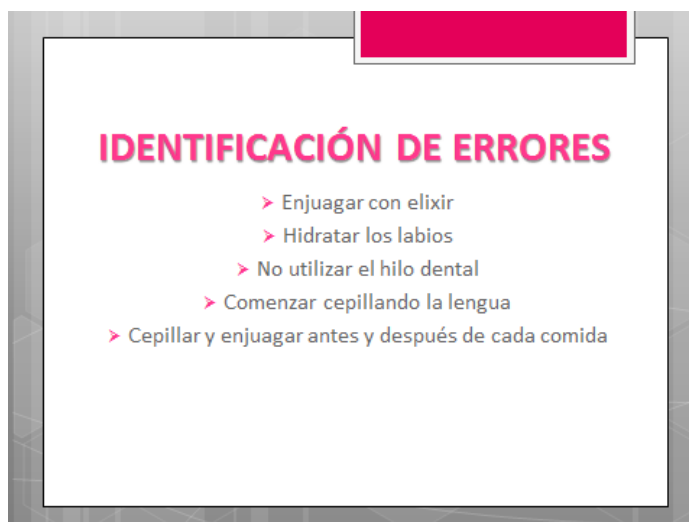 IDENTIFICACIÓN DE ERRORES
➢ Enjuagar con elixir
➢ Hidratar los labios
➢ No utilizar el hilo dental
➢ Comenzar cepillando la lengua
➢ Cepillar y enjuagar antes y después de cada comida